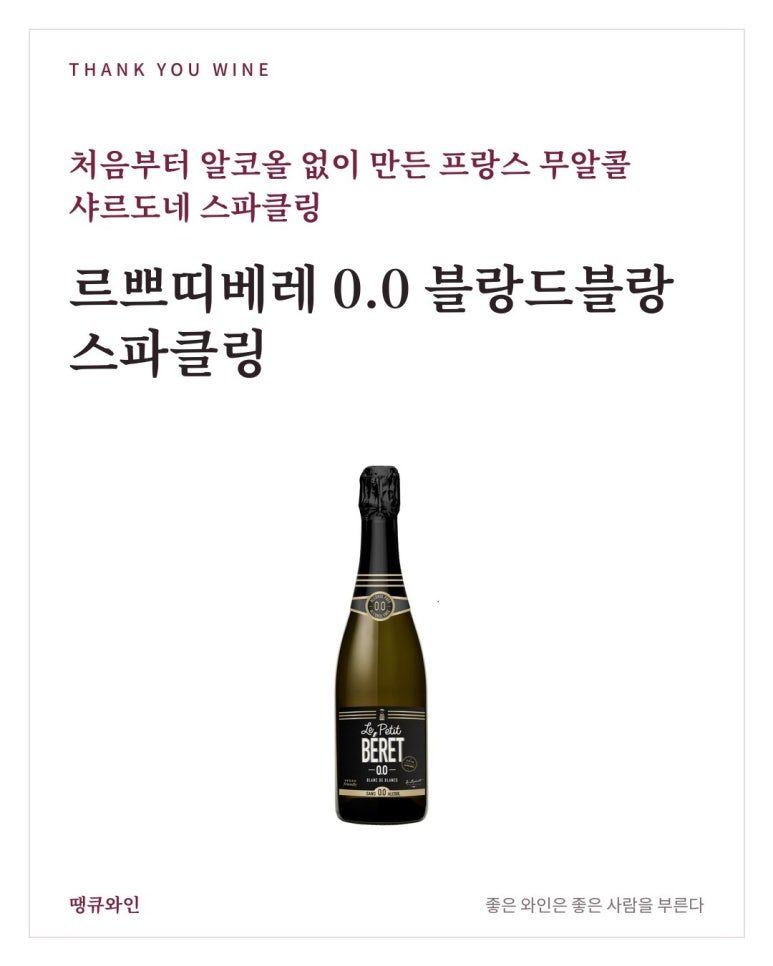 THANK YOU WINE
처음부터 알코올 없이 만든 프랑스 무알콜
샤르도네 스파클링
르쁘띠베레 0.0 블랑드블랑
스파클링
0.0
Le Petit
BÉRET
0.0
BLANC DE BLANCS
SANS 0.0 ALCOOL
땡큐와인
좋은 와인은 좋은 사람을 부른다